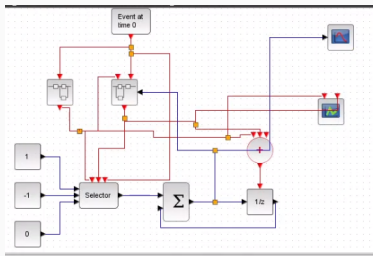 Event at
time 0
+
1
-1
Selector
Σ
1/z
0